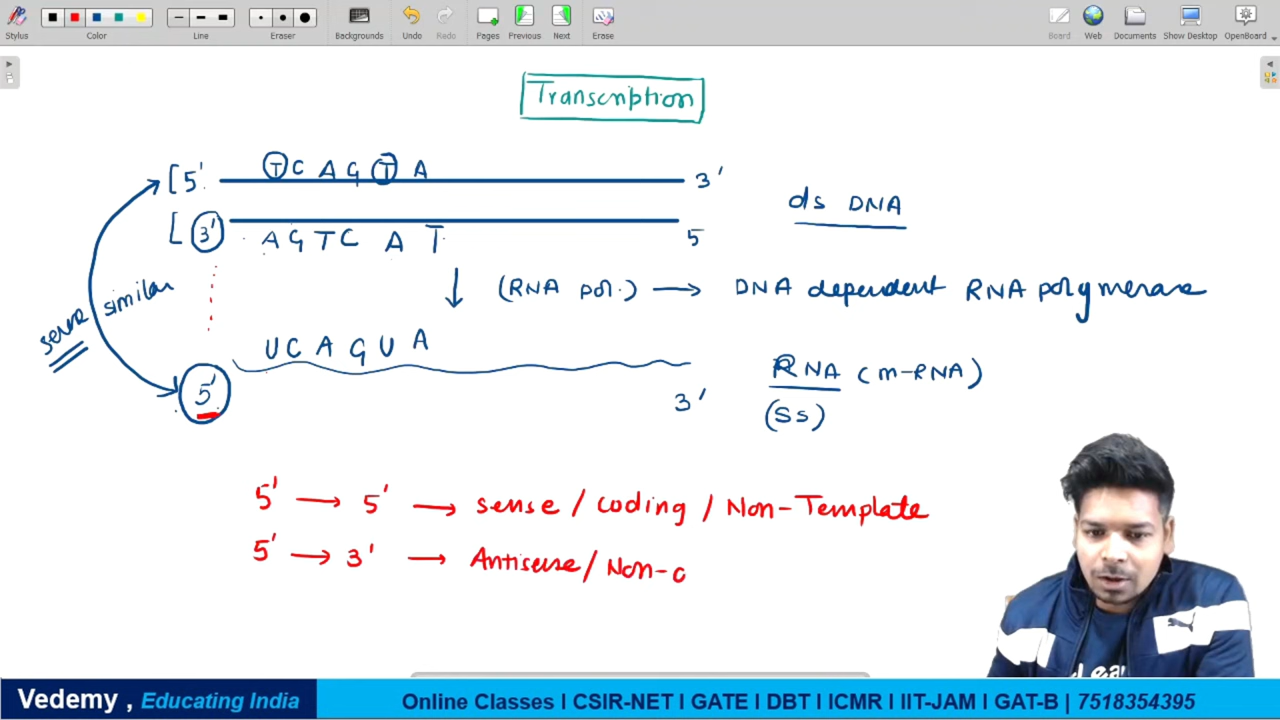 Stylus Color Line Eraser Backgrounds Undo Redo Pages Previous Next Erase Board Web Documents Show Desktop OpenBoard
Transcription
T C A G T A
[5' 3'
[3' 5
A G T C A T
ds DNA
(RNA pol.) → DNA dependent RNA polymerase
similar
sense
U C A G U A
5' 3'
RNA (m-RNA)
(Ss)
5' → 5' → sense / coding / Non-Template
5' → 3' → Antisense / Non-c
Lear
Vedemy , Educating India
Online Classes I CSIR-NET I GATE I DBT I ICMR I IIT-JAM I GAT-B | 7518354395